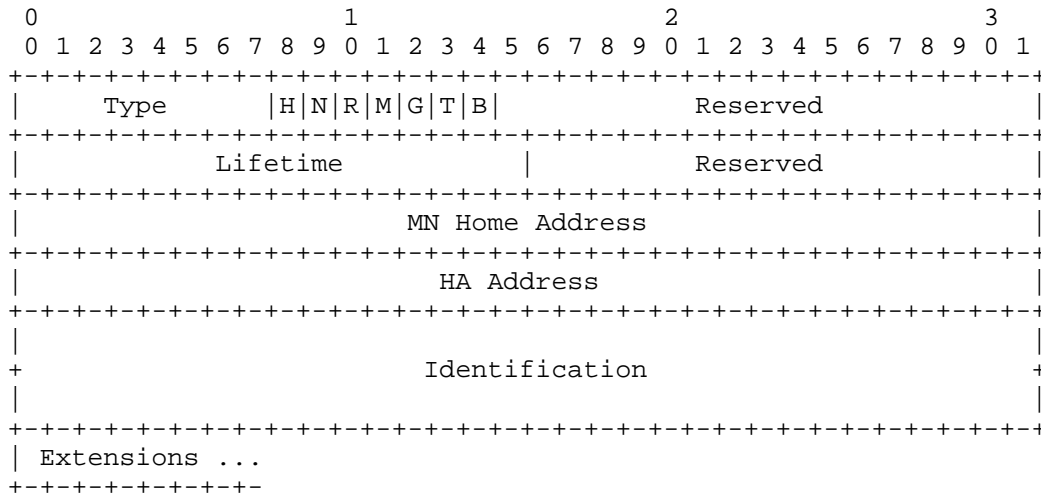 0                   1                   2                   3
 0 1 2 3 4 5 6 7 8 9 0 1 2 3 4 5 6 7 8 9 0 1 2 3 4 5 6 7 8 9 0 1
+-+-+-+-+-+-+-+-+-+-+-+-+-+-+-+-+-+-+-+-+-+-+-+-+-+-+-+-+-+-+-+-+
|     Type      |H|N|R|M|G|T|B|            Reserved             |
+-+-+-+-+-+-+-+-+-+-+-+-+-+-+-+-+-+-+-+-+-+-+-+-+-+-+-+-+-+-+-+-+
|            Lifetime           |          Reserved             |
+-+-+-+-+-+-+-+-+-+-+-+-+-+-+-+-+-+-+-+-+-+-+-+-+-+-+-+-+-+-+-+-+
|                        MN Home Address                        |
+-+-+-+-+-+-+-+-+-+-+-+-+-+-+-+-+-+-+-+-+-+-+-+-+-+-+-+-+-+-+-+-+
|                          HA Address                           |
+-+-+-+-+-+-+-+-+-+-+-+-+-+-+-+-+-+-+-+-+-+-+-+-+-+-+-+-+-+-+-+-+
|                                                               |
+                         Identification                        +
|                                                               |
+-+-+-+-+-+-+-+-+-+-+-+-+-+-+-+-+-+-+-+-+-+-+-+-+-+-+-+-+-+-+-+-+
| Extensions ...
+-+-+-+-+-+-+-+-